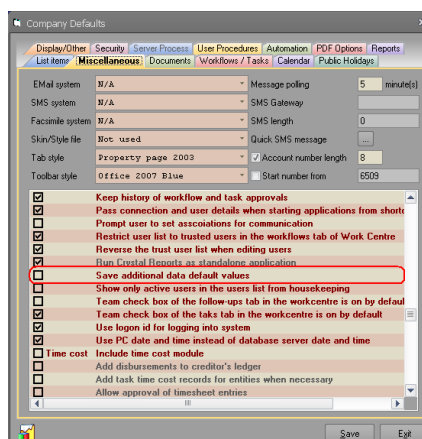 Company Defaults
Display/Other Security Server Process User Procedures Automation PDF Options Reports
List items Miscellaneous Documents Workflows / Tasks Calendar Public Holidays
EMail system N/A Message polling 5 minute(s)
SMS system N/A SMS Gateway
Facsimile system N/A SMS length 0
Skin/Style file Not used Quick SMS message ...
Tab style Property page 2003 Account number length 8
Toolbar style Office 2007 Blue Start number from 6509
Keep history of workflow and task approvals
Pass connection and user details when starting applications from shortc
Prompt user to set asscoiations for communication
Restrict user list to trusted users in the workflows tab of Work Centre
Reverse the trust user when editing users
Run Crystal Reports as standalone application
Save additional data default values
Show only active users in the users list from housekeeping
Team check box of the follow-ups tab in the workcentre is on by defaul
Team check box of the taks tab in the workcentre is on by default
Use logon id for logging into system
Use PC date and time instead of database server date and time
Time cost Include time cost module
Add disbursements to creditor's ledger
Add task time cost records for entities when necessary
Allow approval of timesheet entries
Save Exit